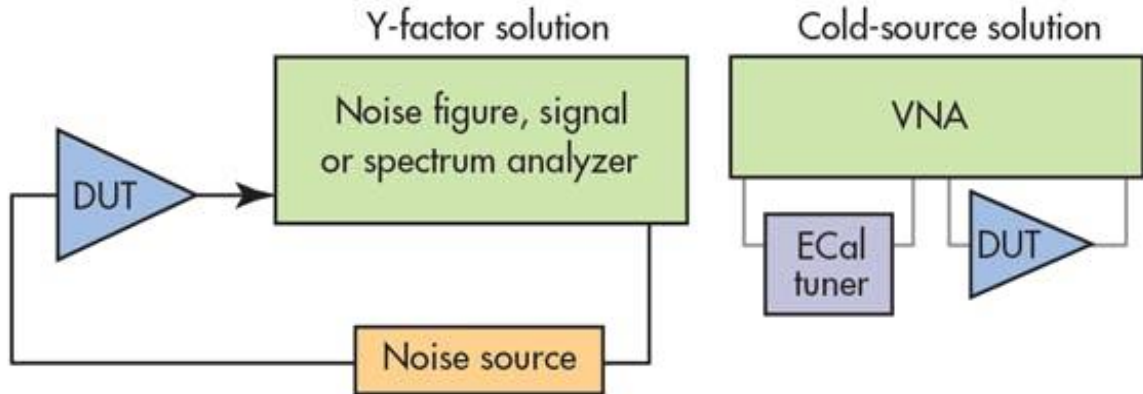 Y-factor solution
Noise figure, signal
or spectrum analyzer
DUT
Noise source
Cold-source solution
VNA
ECal
tuner
DUT